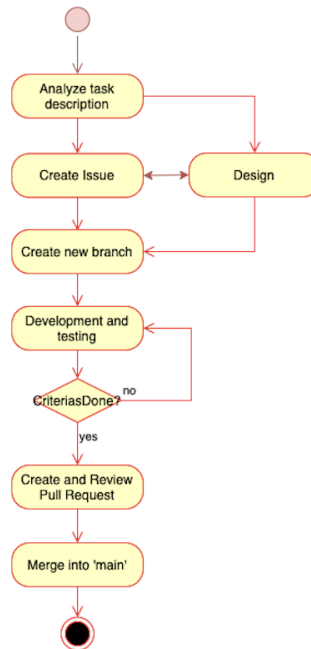 Analyze task
description
Create Issue
Design
Create new branch
Development and
testing
CriteriasDone?
no
yes
Create and Review
Pull Request
Merge into 'main'